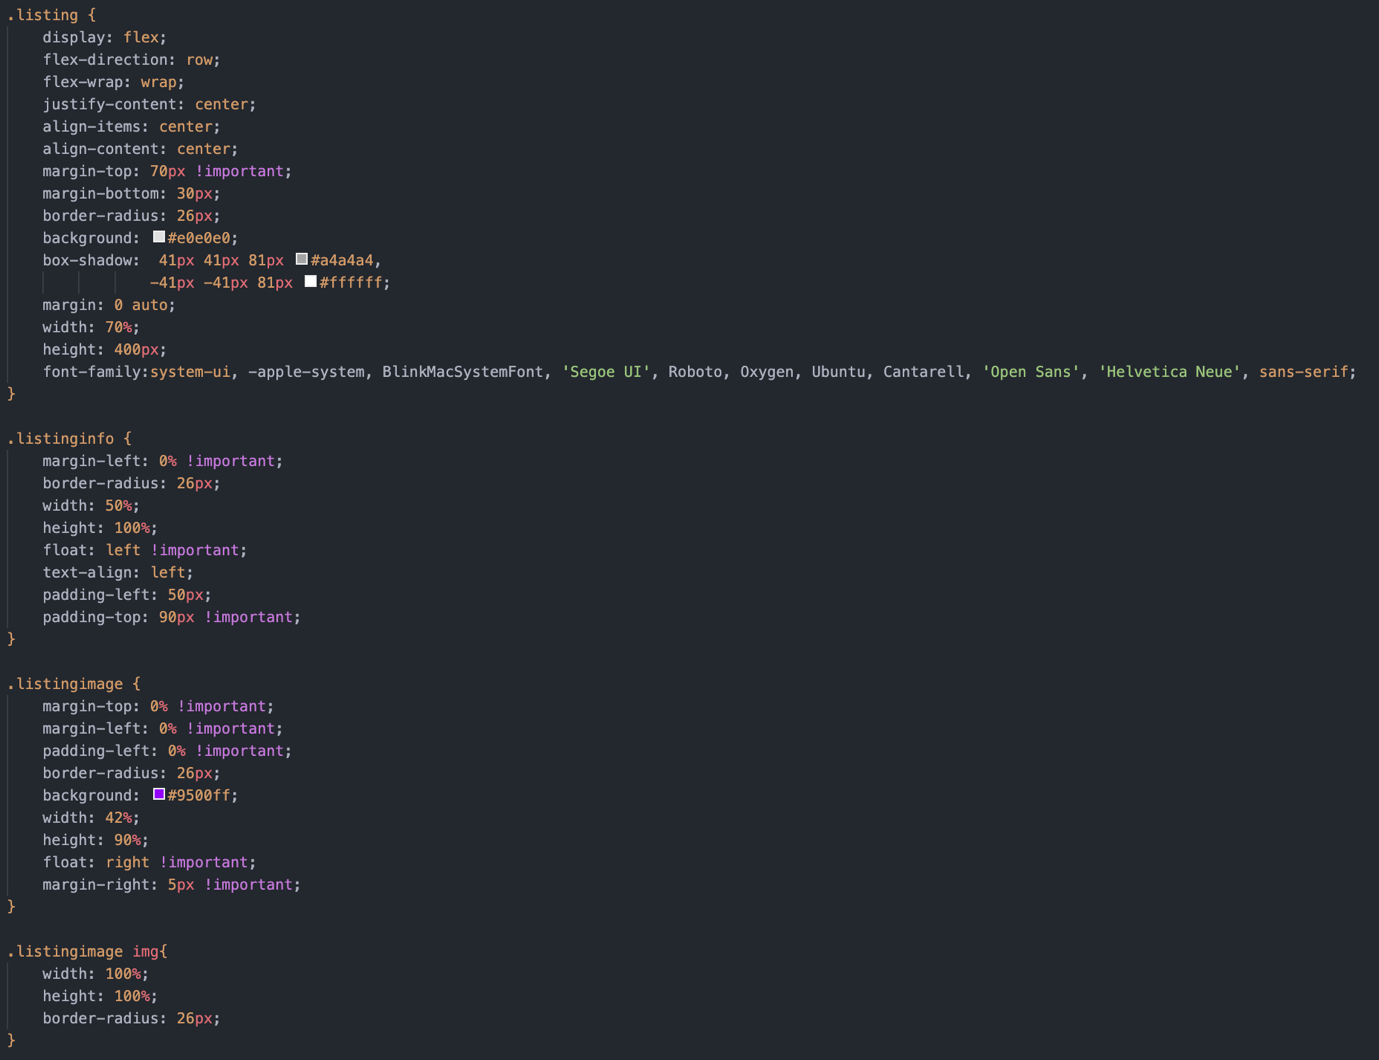 .listing {
    display: flex;
    flex-direction: row;
    flex-wrap: wrap;
    justify-content: center;
    align-items: center;
    align-content: center;
    margin-top: 70px !important;
    margin-bottom: 30px;
    border-radius: 26px;
    background: #e0e0e0;
    box-shadow:  41px 41px 81px #a4a4a4,
            -41px -41px 81px #ffffff;
    margin: 0 auto;
    width: 70%;
    height: 400px;
    font-family:system-ui, -apple-system, BlinkMacSystemFont, 'Segoe UI', Roboto, Oxygen, Ubuntu, Cantarell, 'Open Sans', 'Helvetica Neue', sans-serif;
}

.listinginfo {
    margin-left: 0% !important;
    border-radius: 26px;
    width: 50%;
    height: 100%;
    float: left !important;
    text-align: left;
    padding-left: 50px;
    padding-top: 90px !important;
}

.listingimage {
    margin-top: 0% !important;
    margin-left: 0% !important;
    padding-left: 0% !important;
    border-radius: 26px;
    background: #9500ff;
    width: 42%;
    height: 90%;
    float: right !important;
    margin-right: 5px !important;
}

.listingimage img{
    width: 100%;
    height: 100%;
    border-radius: 26px;
}